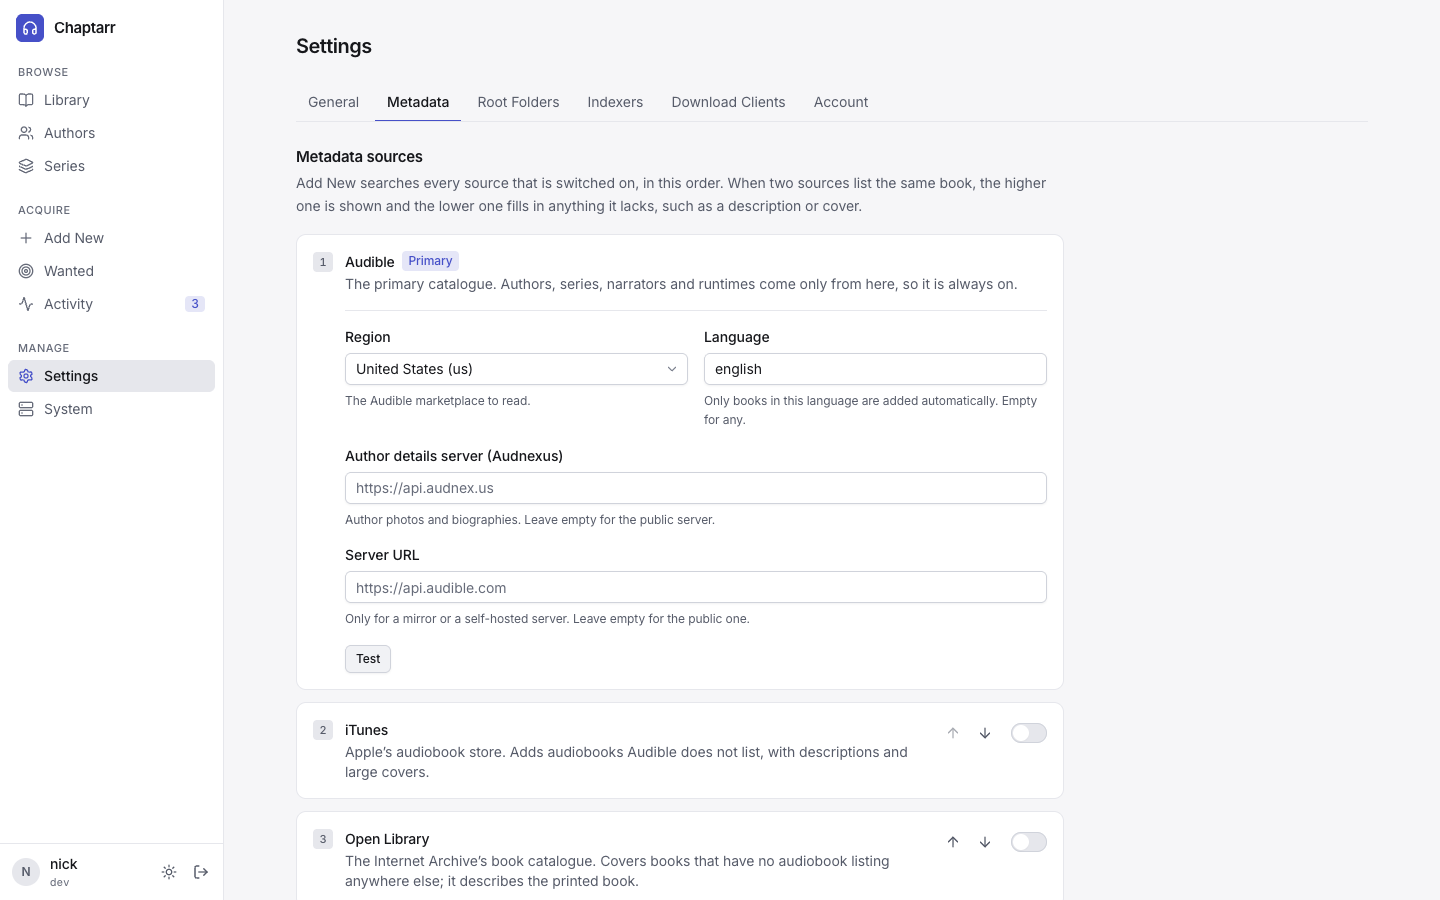 Chaptarr
BROWSE
Library
Authors
Series
ACQUIRE
Add New
Wanted
Activity
3
MANAGE
Settings
System
N
nick
dev
Settings
General
Metadata
Root Folders
Indexers
Download Clients
Account
Metadata sources
Add New searches every source that is switched on, in this order. When two sources list the same book, the higher
one is shown and the lower one fills in anything it lacks, such as a description or cover.
1
Audible
Primary
The primary catalogue. Authors, series, narrators and runtimes come only from here, so it is always on.
Region
United States (us)
The Audible marketplace to read.
Language
english
Only books in this language are added automatically. Empty
for any.
Author details server (Audnexus)
https://api.audnex.us
Author photos and biographies. Leave empty for the public server.
Server URL
https://api.audible.com
Only for a mirror or a self-hosted server. Leave empty for the public one.
Test
2
iTunes
Apple’s audiobook store. Adds audiobooks Audible does not list, with descriptions and
large covers.
3
Open Library
The Internet Archive’s book catalogue. Covers books that have no audiobook listing
anywhere else; it describes the printed book.